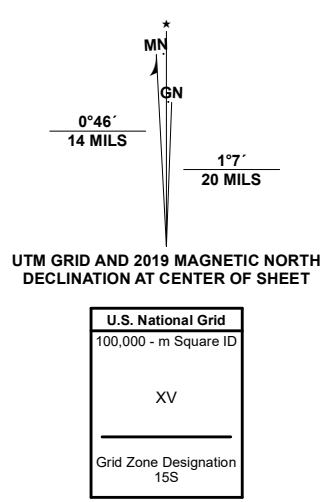 MN
GN
0°46´
14 MILS
1°7´
20 MILS
UTM GRID AND 2019 MAGNETIC NORTH
DECLINATION AT CENTER OF SHEET
U.S. National Grid
100,000 - m Square ID
XV
Grid Zone Designation
15S